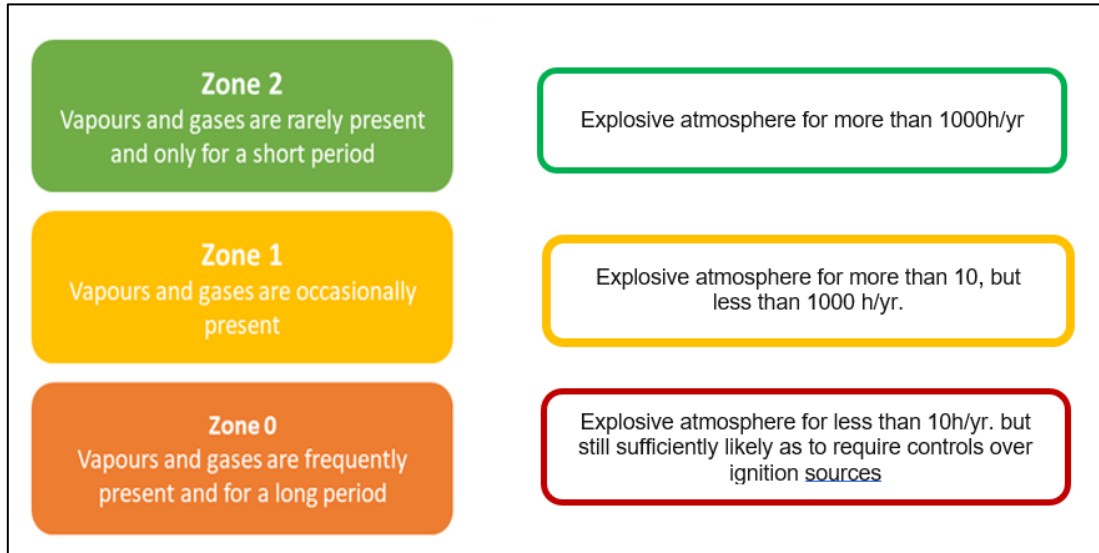 Zone 2
Vapours and gases are rarely present
and only for a short period
Explosive atmosphere for more than 1000h/yr
Zone 1
Vapours and gases are occasionally
present
Explosive atmosphere for more than 10, but
less than 1000 h/yr.
Zone 0
Vapours and gases are frequently
present and for a long period
Explosive atmosphere for less than 10h/yr. but
still sufficiently likely as to require controls over
ignition sources